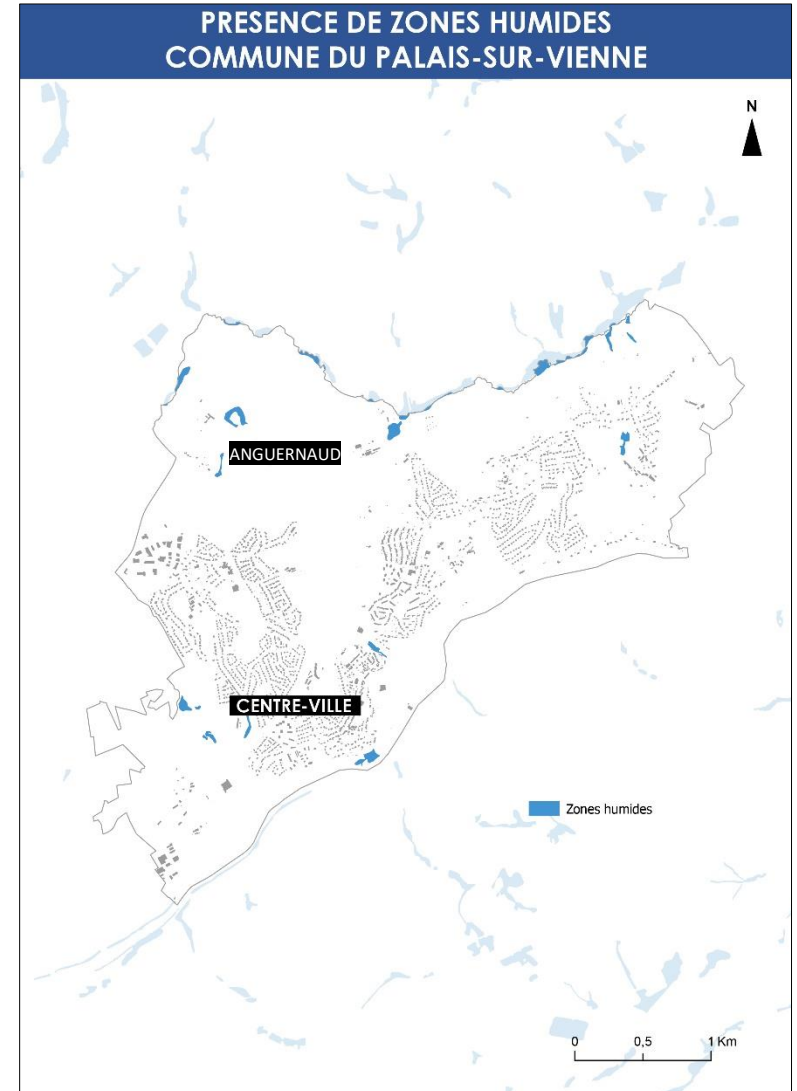 PRESENCE DE ZONES HUMIDES
COMMUNE DU PALAIS-SUR-VIENNE
N
ANGUERNAUD
CENTRE-VILLE
Zones humides
0 0,5 1 Km